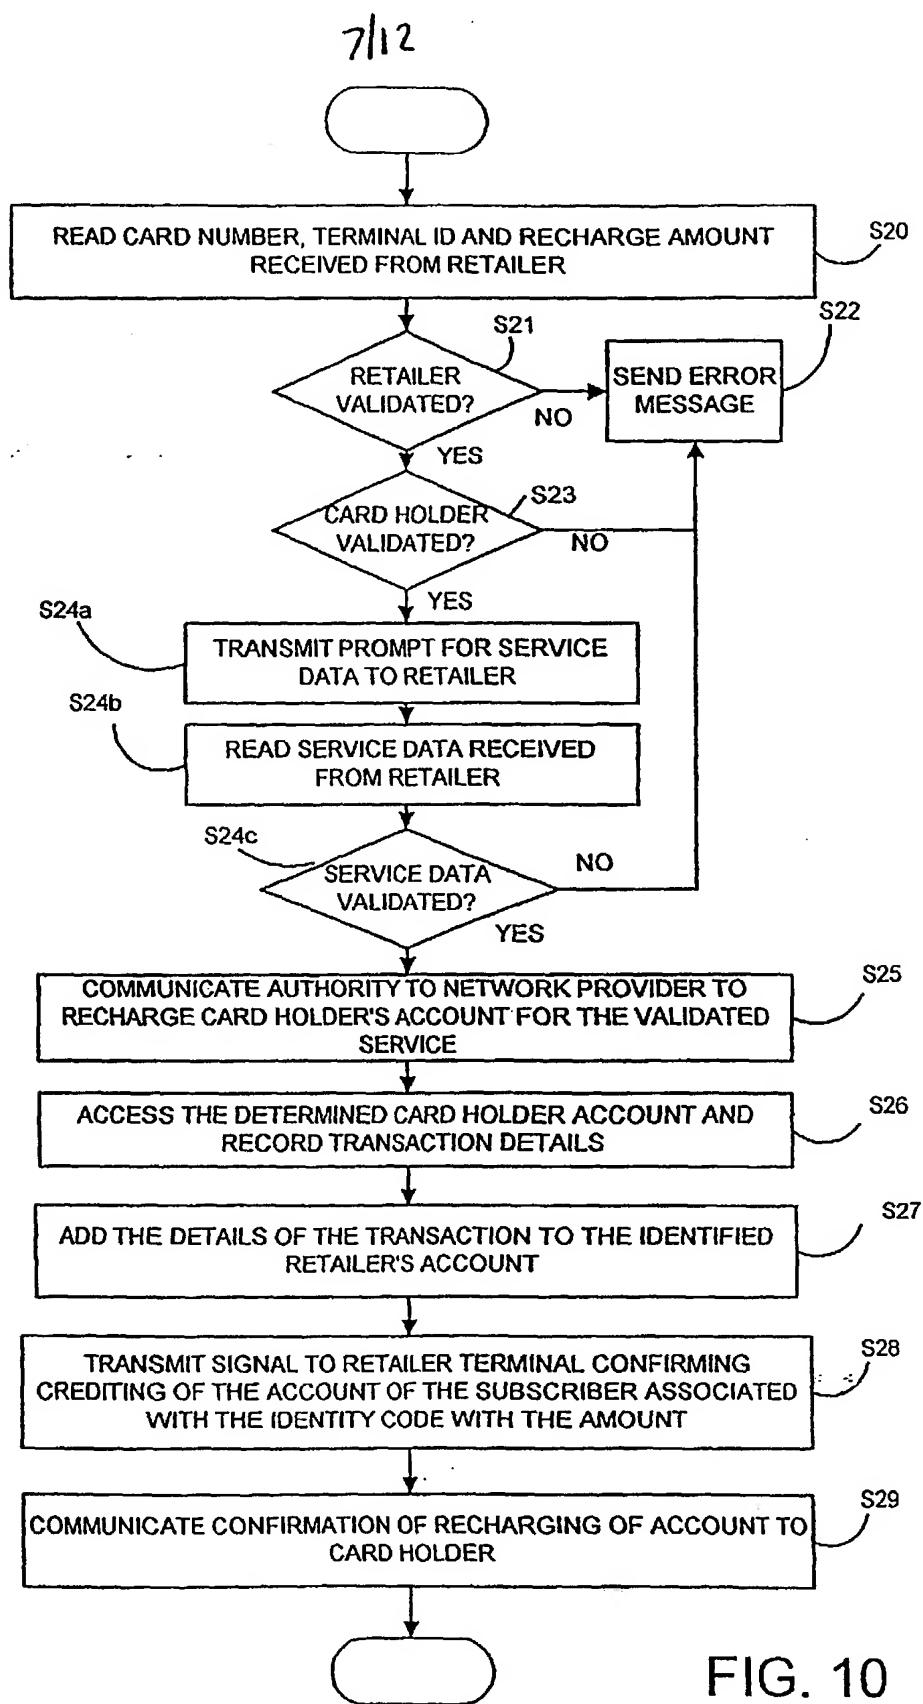 7/12
READ CARD NUMBER, TERMINAL ID AND RECHARGE AMOUNT
RECEIVED FROM RETAILER
S20
S21
S22
RETAILER
VALIDATED?
NO
SEND ERROR
MESSAGE
YES
S23
CARD HOLDER
VALIDATED?
NO
YES
S24a
TRANSMIT PROMPT FOR SERVICE
DATA TO RETAILER
S24b
READ SERVICE DATA RECEIVED
FROM RETAILER
S24c
SERVICE DATA
VALIDATED?
NO
YES
S25
COMMUNICATE AUTHORITY TO NETWORK PROVIDER TO
RECHARGE CARD HOLDER'S ACCOUNT FOR THE VALIDATED
SERVICE
S26
ACCESS THE DETERMINED CARD HOLDER ACCOUNT AND
RECORD TRANSACTION DETAILS
S27
ADD THE DETAILS OF THE TRANSACTION TO THE IDENTIFIED
RETAILER'S ACCOUNT
S28
TRANSMIT SIGNAL TO RETAILER TERMINAL CONFIRMING
CREDITING OF THE ACCOUNT OF THE SUBSCRIBER ASSOCIATED
WITH THE IDENTITY CODE WITH THE AMOUNT
S29
COMMUNICATE CONFIRMATION OF RECHARGING OF ACCOUNT TO
CARD HOLDER
FIG. 10